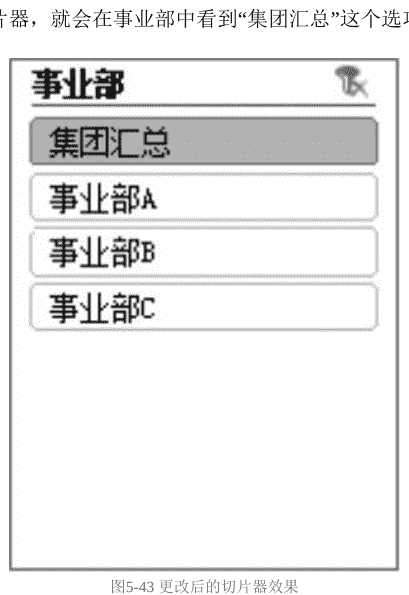 片器，就会在事业部中看到“集团汇总”这个选项
事业部
集团汇总
事业部A
事业部B
事业部C
图5-43 更改后的切片器效果